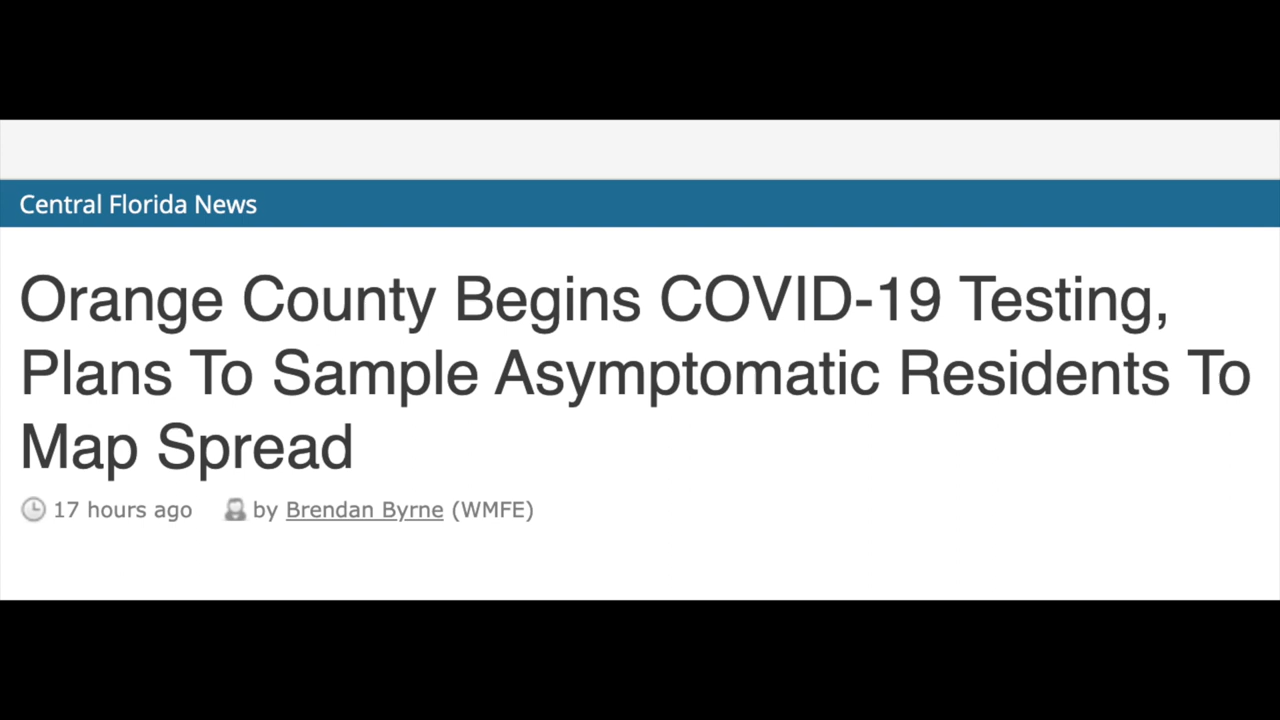 Central Florida News
Orange County Begins COVID-19 Testing,
Plans To Sample Asymptomatic Residents To
Map Spread
17 hours ago by Brendan Byrne (WMFE)